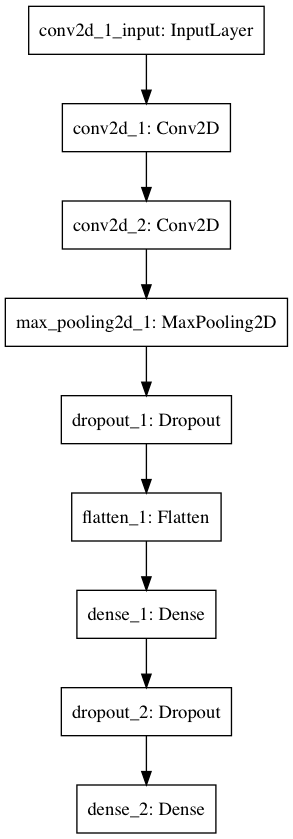 conv2d_1_input: InputLayer
conv2d_1: Conv2D
conv2d_2: Conv2D
max_pooling2d_1: MaxPooling2D
dropout_1: Dropout
flatten_1: Flatten
dense_1: Dense
dropout_2: Dropout
dense_2: Dense